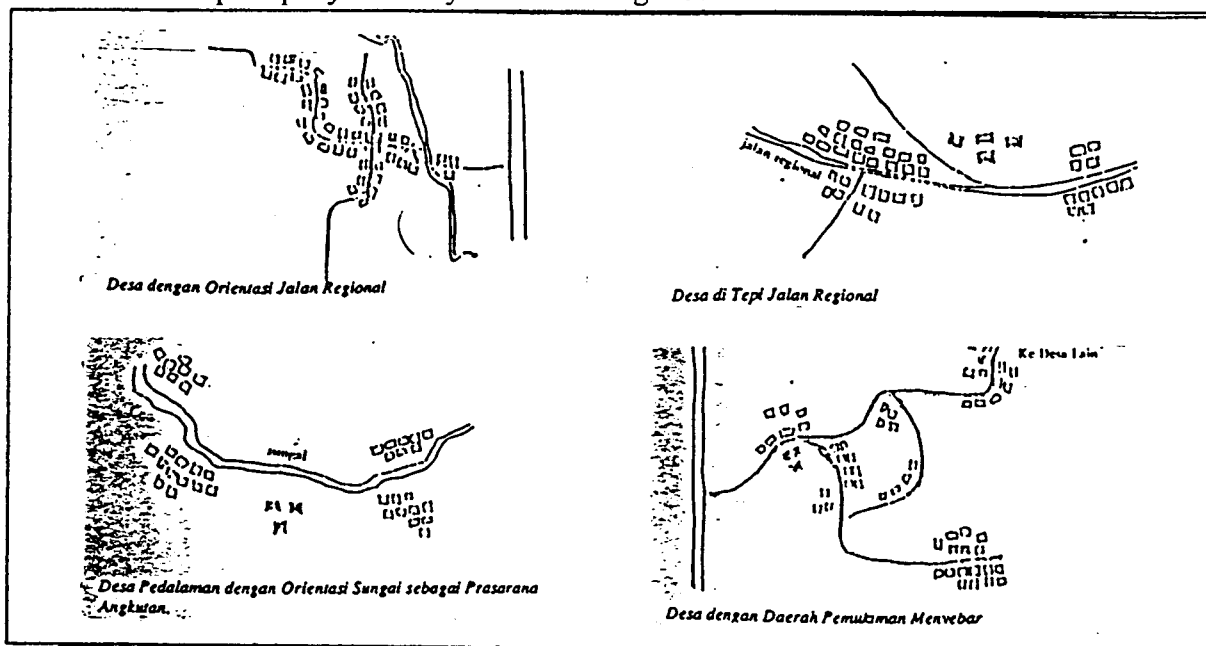 Desa dengan Orientasi Jalan Regional
jalan regional
Desa di Tepi Jalan Regional
sungai
Desa Pedalaman dengan Orientasi Sungai sebagai Prasarana
Angkutan.
Ke Desa Lain
Desa dengan Daerah Pemukiman Menyebar